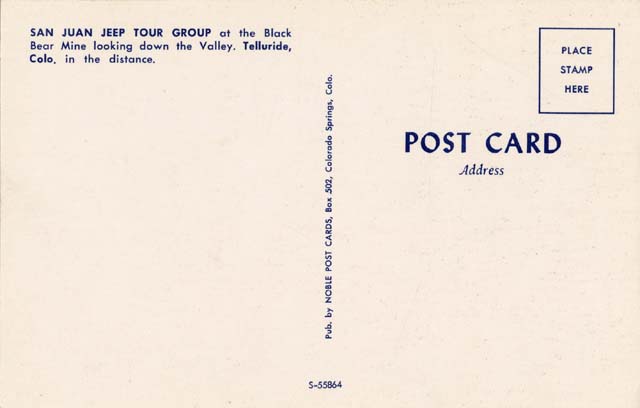 SAN JUAN JEEP TOUR GROUP at the Black
Bear Mine looking down the Valley. Telluride,
Colo. in the distance.
Pub. by NOBLE POST CARDS, Box 502, Colorado Springs, Colo.
PLACE
STAMP
HERE
POST CARD
Address
S-55864